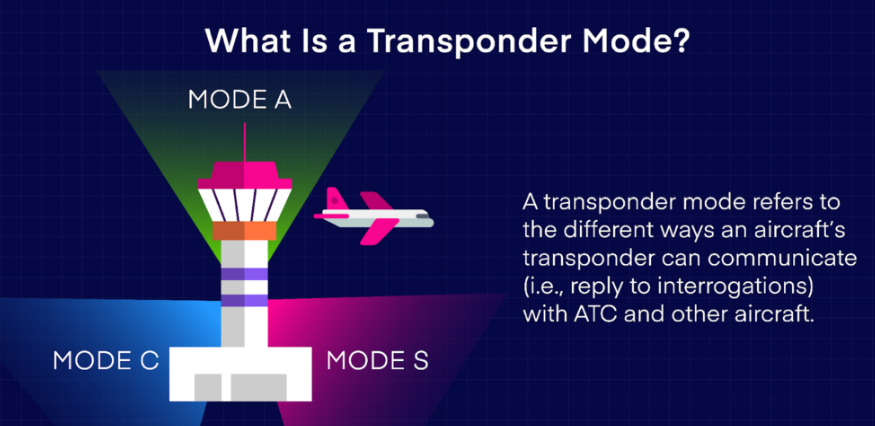 What Is a Transponder Mode?
MODE A
A transponder mode refers to
the different ways an aircraft's
transponder can communicate
(i.e., reply to interrogations)
with ATC and other aircraft.
MODE C
MODE S